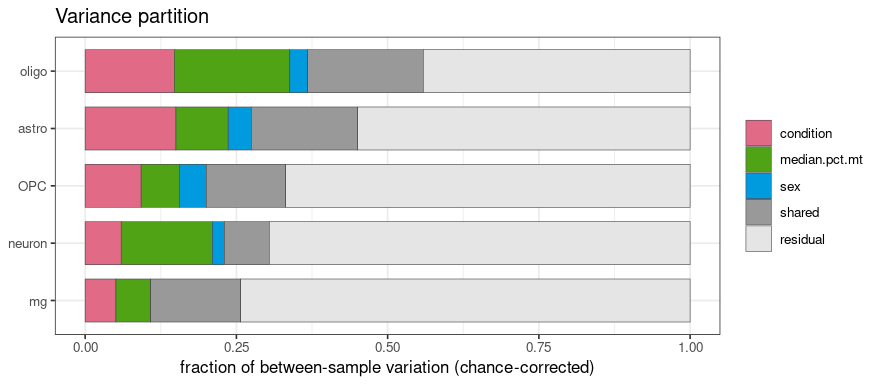 Variance partition
oligo
astro
OPC
neuron
mg
0.00 0.25 0.50 0.75 1.00
fraction of between-sample variation (chance-corrected)
condition
median.pct.mt
sex
shared
residual